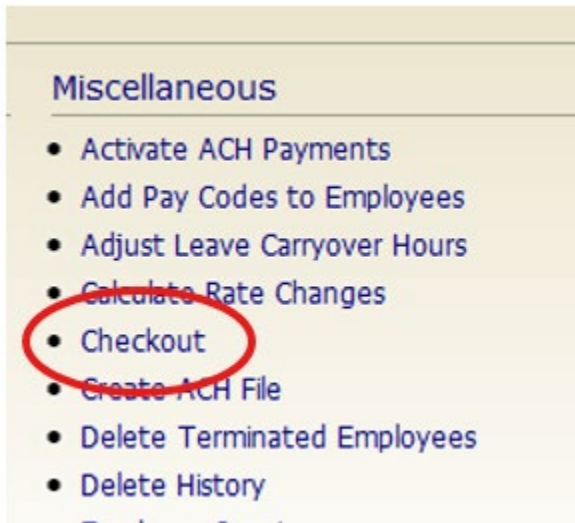 Miscellaneous
Activate ACH Payments
Add Pay Codes to Employees
Adjust Leave Carryover Hours
Calculate Rate Changes
Checkout
Create ACH File
Delete Terminated Employees
Delete History